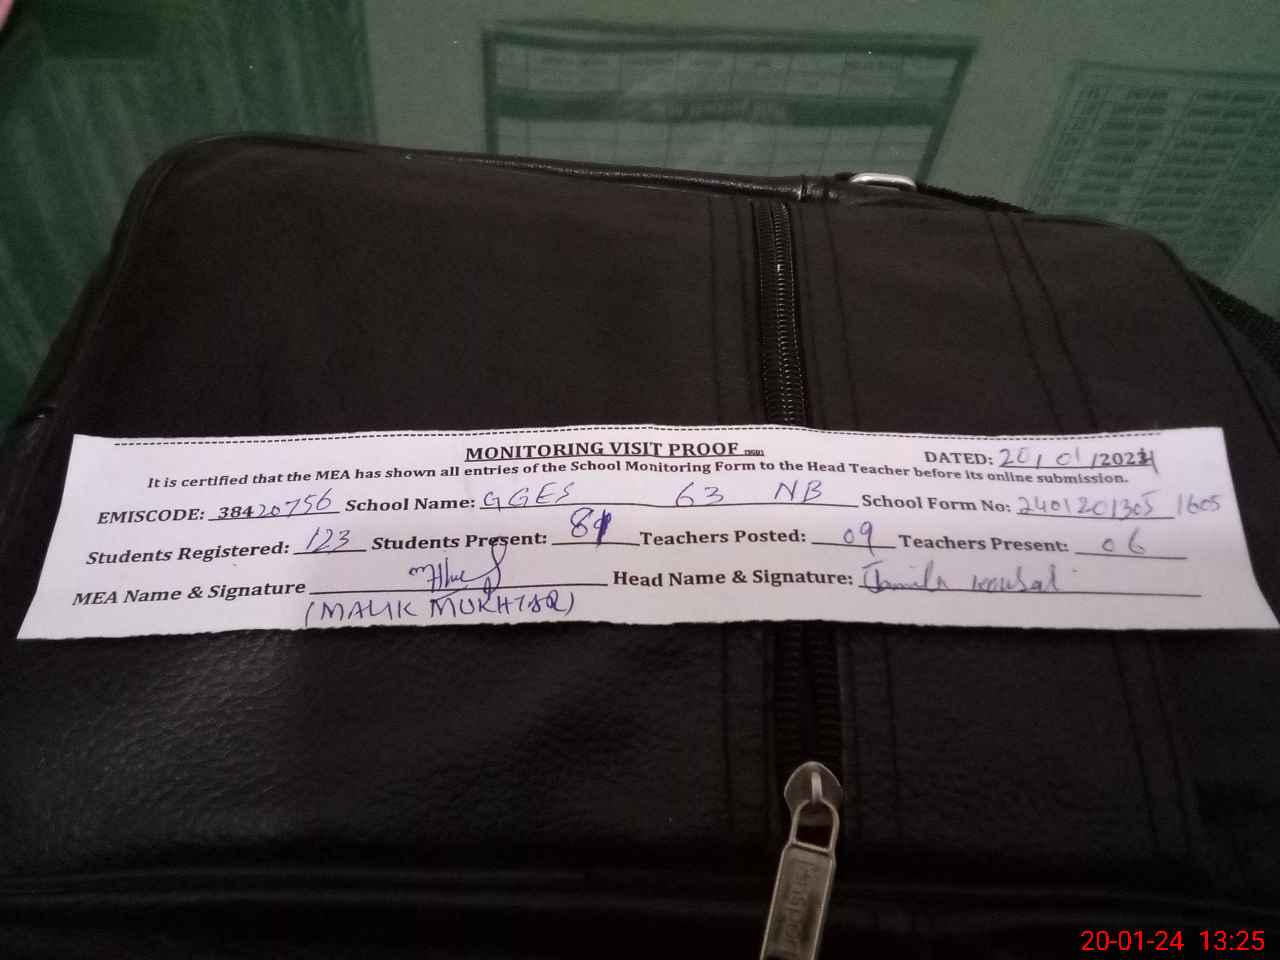 MONITORING VISIT PROOF
DATED: 20/01/2024
It is certified that the MEA has shown all entries of the School Monitoring Form to the Head Teacher before its online submission.
EMISCODE: 38420756 School Name: GGES 63 NB School Form No: 2401201305 1605
Students Registered: 123 Students Present: 81 Teachers Posted: 09 Teachers Present: 06
MEA Name & Signature Head Name & Signature:
(MALIK MUKHTAR)
20-01-24 13:25